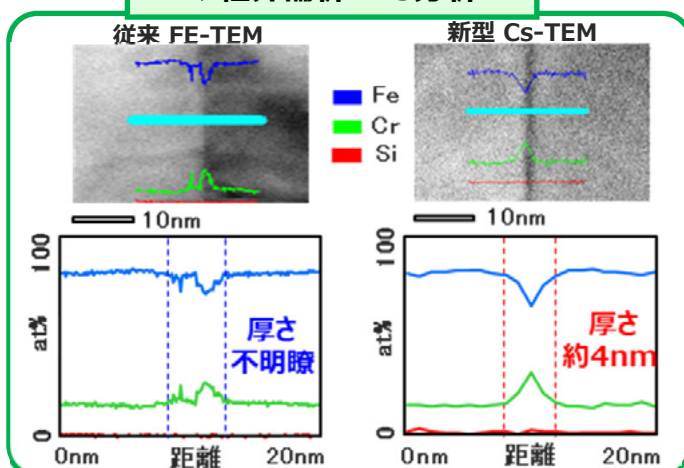 従来 FE-TEM
新型 Cs-TEM
Fe
Cr
Si
10nm
10nm
100
at%
0
厚さ
不明瞭
0nm
距離
20nm
100
at%
0
厚さ
約4nm
0nm
距離
20nm